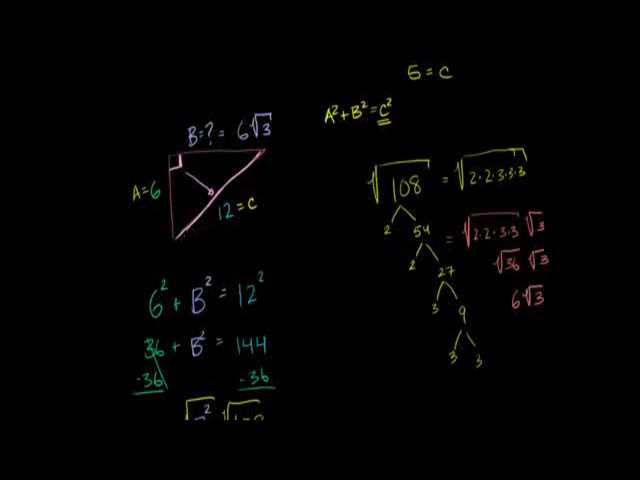 5 = C
A² + B² = C²
B = ? = 6√3
A = 6
12 = C
√108 = √2·2·3·3·3
2 54
= √2·2·3·3 √3
2 27
√36 √3
3 9
6√3
3 3
6² + B² = 12²
36 + B² = 144
-36 -36